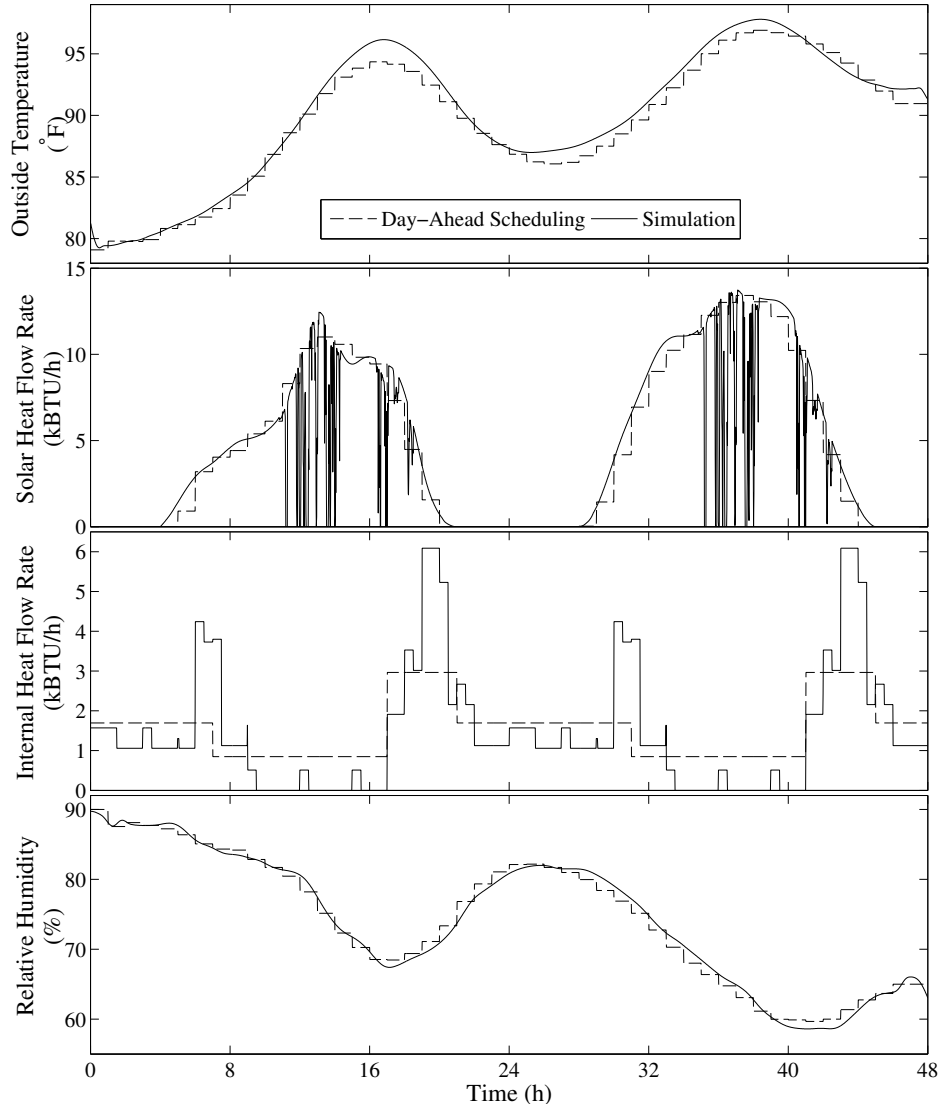 Outside Temperature
(°F)
95
90
85
80
Day-Ahead Scheduling
Simulation
Solar Heat Flow Rate
(kBTU/h)
15
10
5
0
Internal Heat Flow Rate
(kBTU/h)
6
5
4
3
2
1
0
Relative Humidity
(%)
90
80
70
60
0
8
16
24
32
40
48
Time (h)